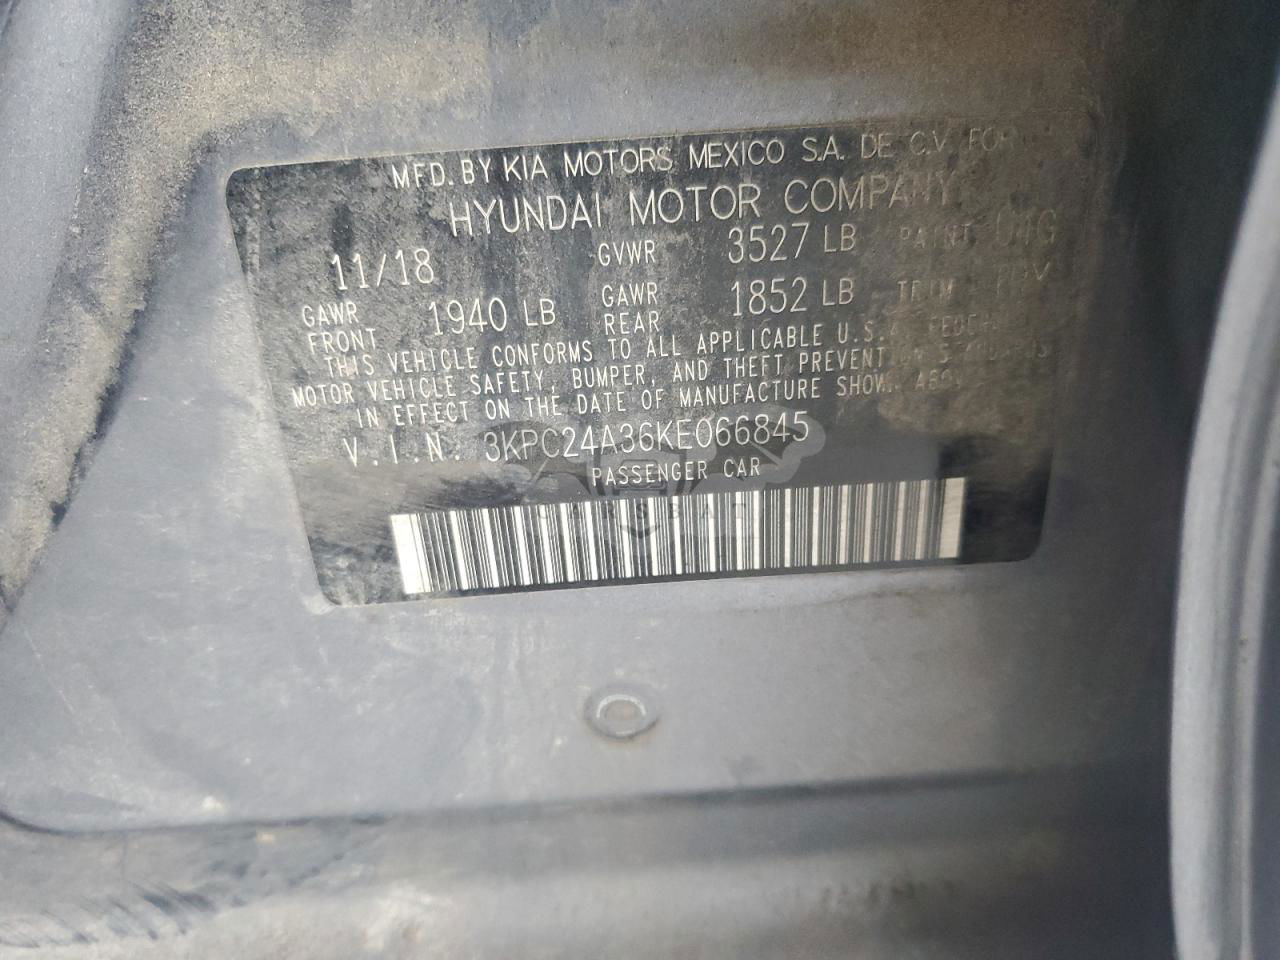 MFD. BY KIA MOTORS MEXICO S.A. DE C.V. FOR
HYUNDAI MOTOR COMPANY
11/18 GVWR 3527 LB PAINT
GAWR FRONT 1940 LB GAWR REAR 1852 LB TRIM
THIS VEHICLE CONFORMS TO ALL APPLICABLE U.S.
MOTOR VEHICLE SAFETY, BUMPER, AND THEFT PREVENTION
IN EFFECT ON THE DATE OF MANUFACTURE SHOWN
V.I.N. 3KPC24A36KE066845
PASSENGER CAR